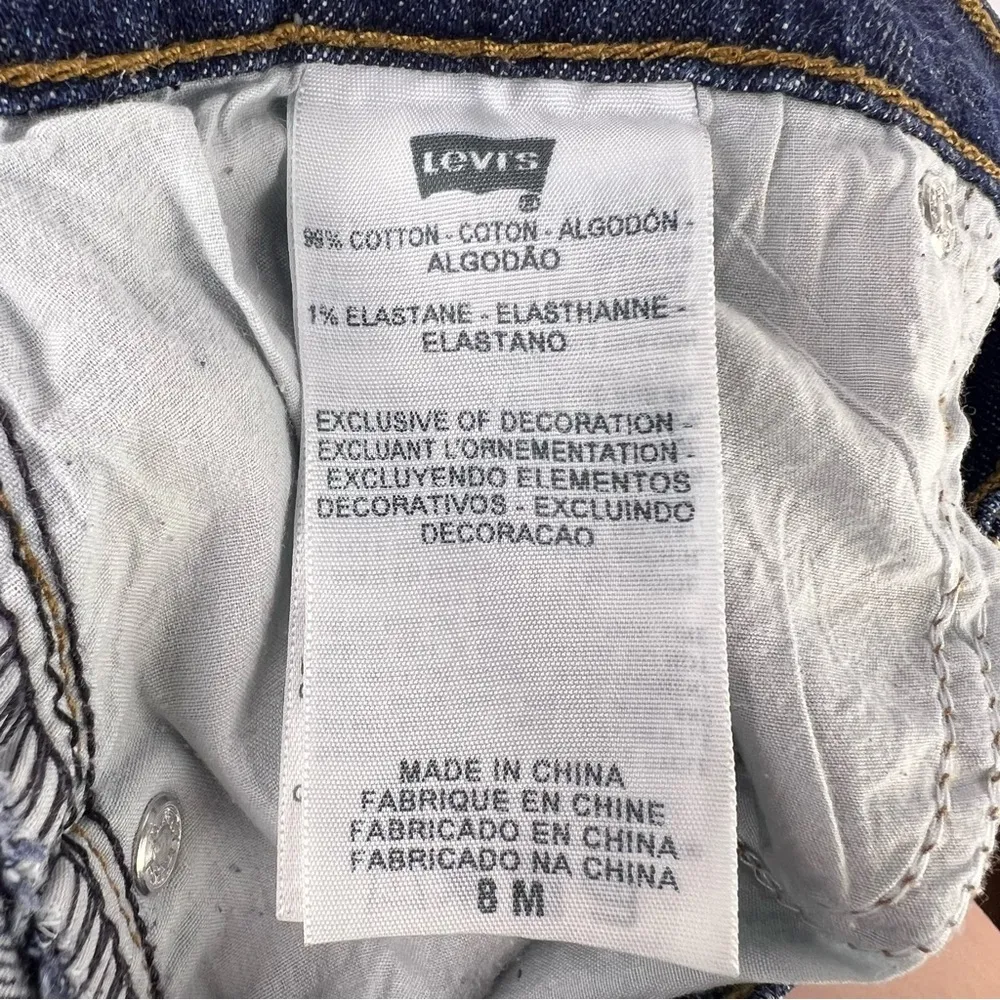 Levi's
®
99% COTTON - COTON - ALGODÓN -
ALGODÃO
1% ELASTANE - ELASTHANNE -
ELASTANO
EXCLUSIVE OF DECORATION -
EXCLUANT L'ORNEMENTATION -
EXCLUYENDO ELEMENTOS
DECORATIVOS - EXCLUINDO
DECORACAO
MADE IN CHINA
FABRIQUE EN CHINE
FABRICADO EN CHINA
FABRICADO NA CHINA
8 M